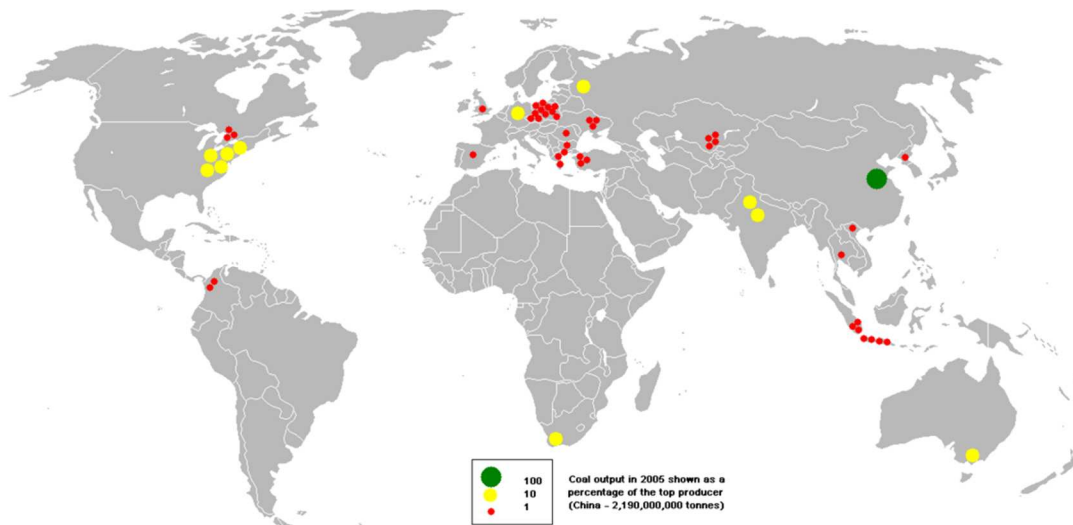 100
10
1
Coal output in 2005 shown as a
percentage of the top producer
(China - 2,190,000,000 tonnes)